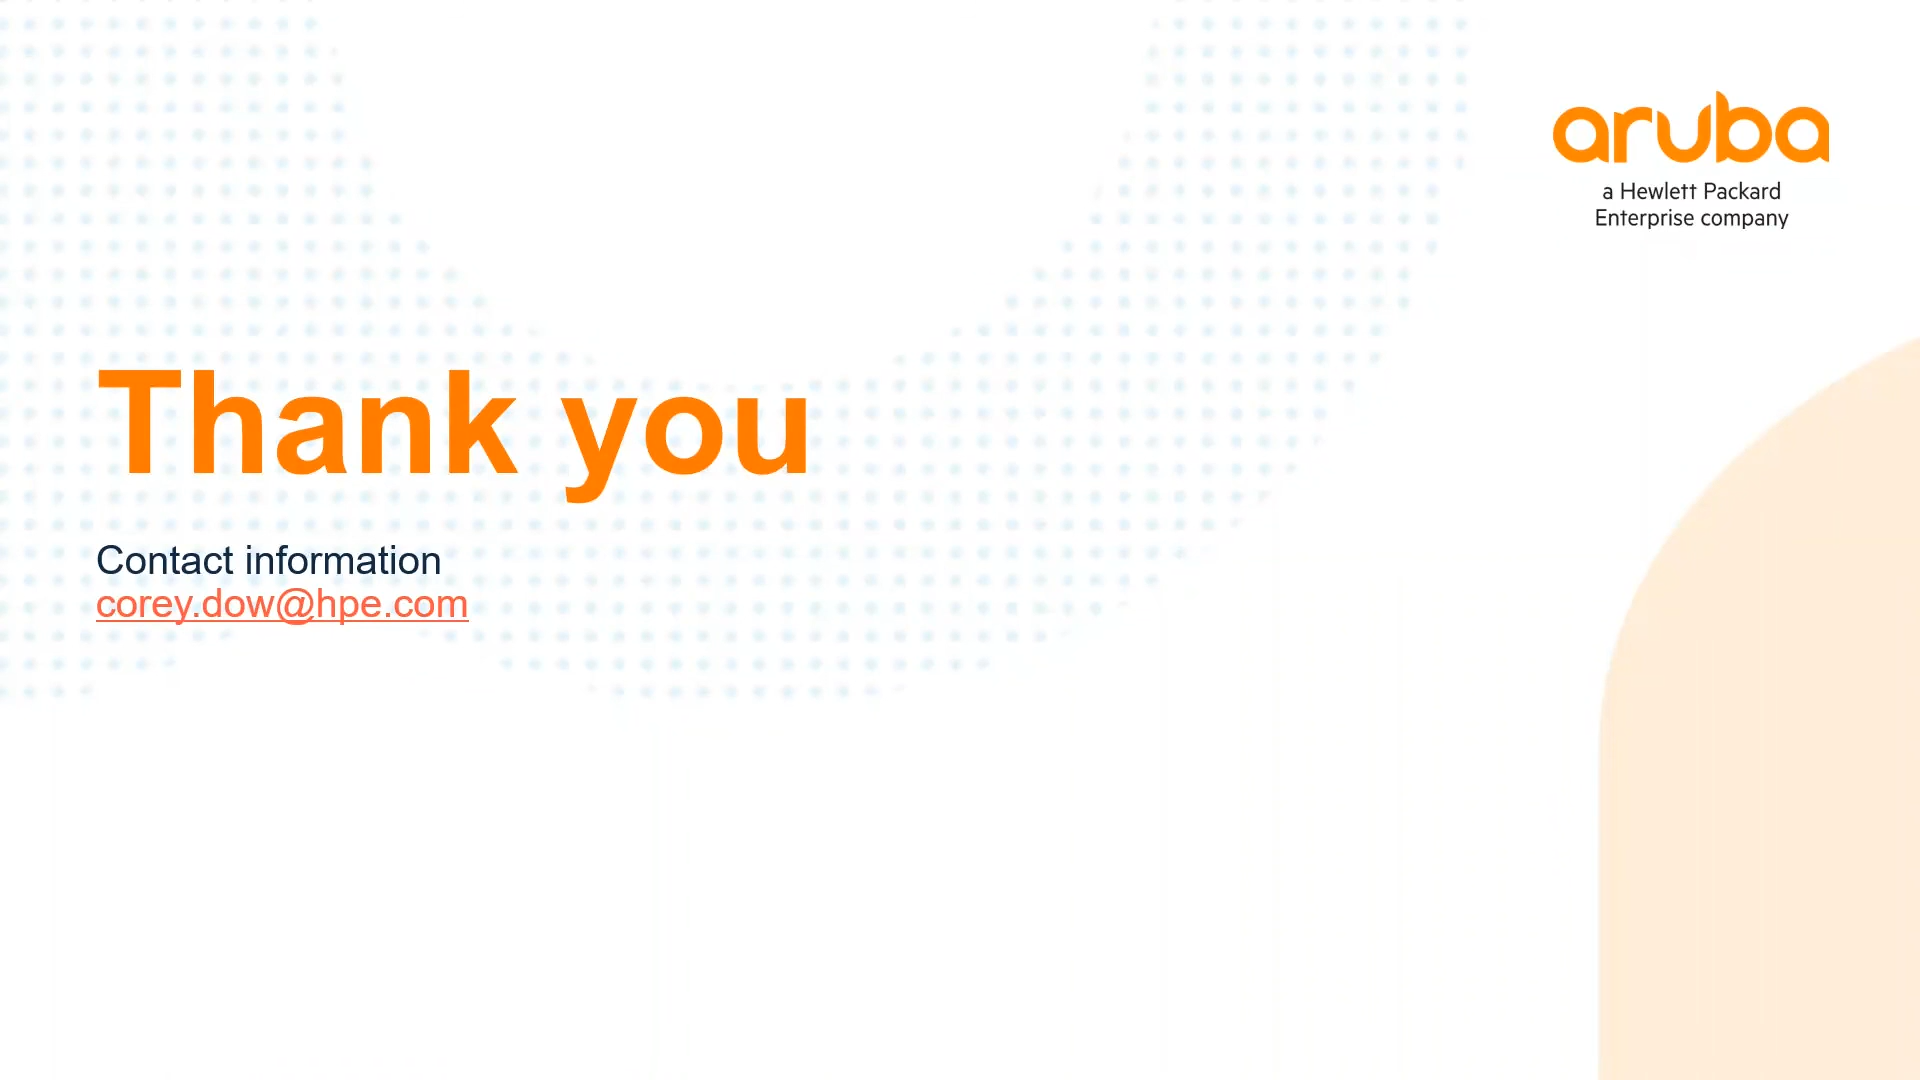 aruba
a Hewlett Packard
Enterprise company
Thank you
Contact information
corey.dow@hpe.com